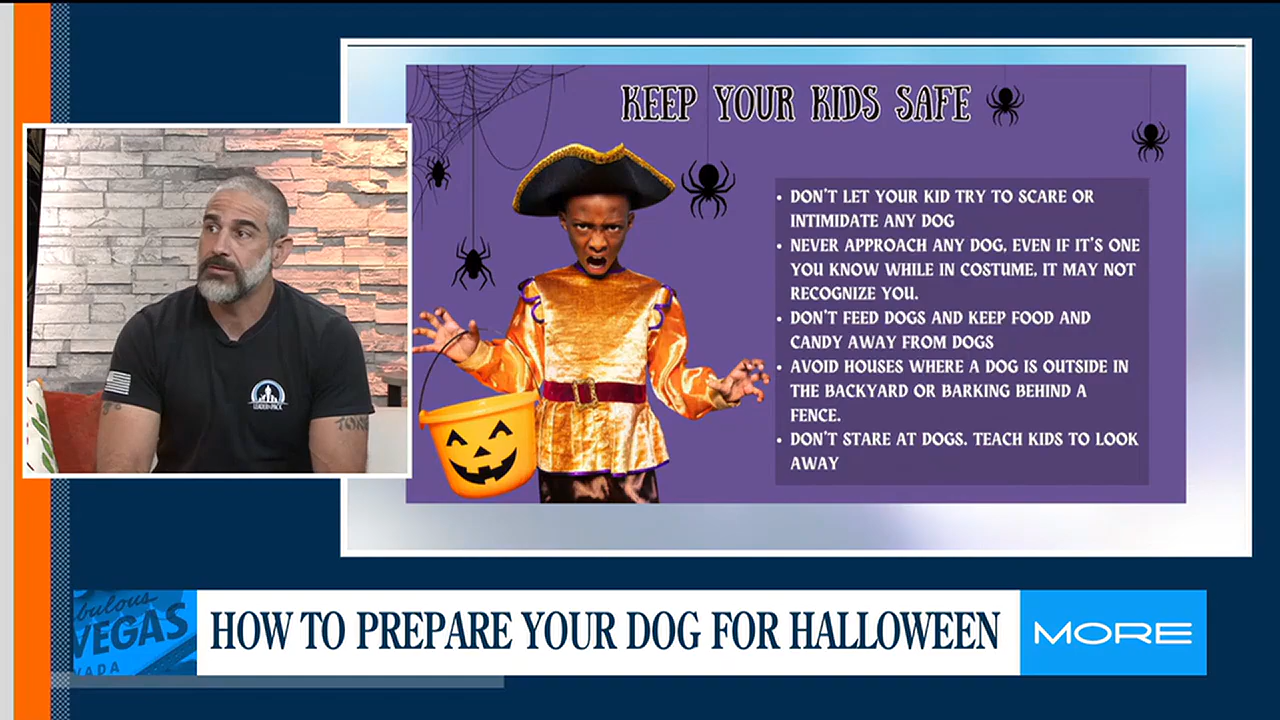 KEEP YOUR KIDS SAFE
• DON'T LET YOUR KID TRY TO SCARE OR
INTIMIDATE ANY DOG
• NEVER APPROACH ANY DOG, EVEN IF IT'S ONE
YOU KNOW WHILE IN COSTUME, IT MAY NOT
RECOGNIZE YOU.
• DON'T FEED DOGS AND KEEP FOOD AND
CANDY AWAY FROM DOGS
• AVOID HOUSES WHERE A DOG IS OUTSIDE IN
THE BACKYARD OR BARKING BEHIND A
FENCE.
• DON'T STARE AT DOGS. TEACH KIDS TO LOOK
AWAY
HOW TO PREPARE YOUR DOG FOR HALLOWEEN
MORE
VEGAS